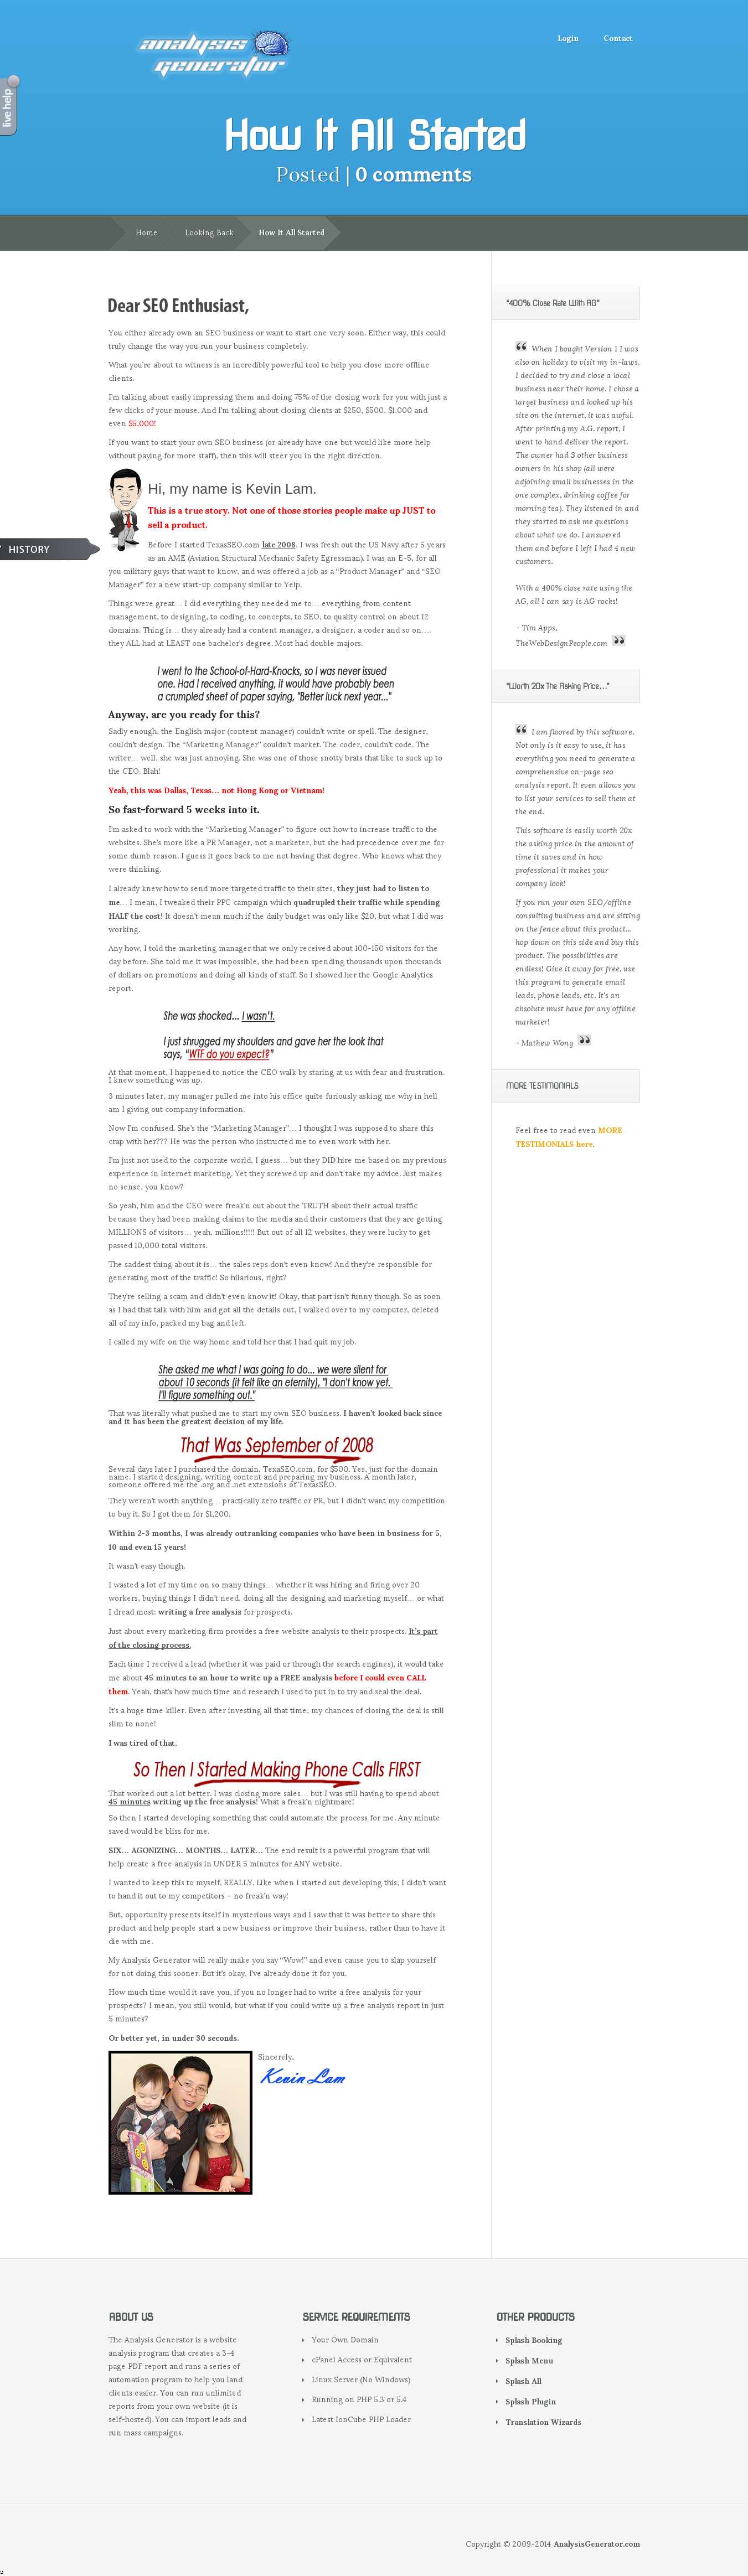 analysis
generator
Login
Contact
live help
How It All Started
Posted | 0 comments
Home
Looking Back
How It All Started
HISTORY
Dear SEO Enthusiast,
You either already own an SEO business or want to start one very soon. Either way, this could
truly change the way you run your business completely.
What you're about to witness is an incredibly powerful tool to help you close more offline
clients.
I'm talking about easily impressing them and doing 75% of the closing work for you with just a
few clicks of your mouse. And I'm talking about closing clients at $250, $500, $1,000 and
even $5,000!
If you want to start your own SEO business (or already have one but would like more help
without paying for more staff), then this will steer you in the right direction.
Hi, my name is Kevin Lam.
This is a true story. Not one of those stories people make up JUST to
sell a product.
Before I started TexasSEO.com late 2008, I was fresh out the US Navy after 5 years
as an AME (Aviation Structural Mechanic Safety Egressman). I was an E-5, for all
you military guys that want to know, and was offered a job as a "Product Manager" and "SEO
Manager" for a new start-up company similar to Yelp.
Things were great… I did everything they needed me to… everything from content
management, to designing, to coding, to concepts, to SEO, to quality control on about 12
domains. Thing is… they already had a content manager, a designer, a coder and so on….
they ALL had at LEAST one bachelor's degree. Most had double majors.
I went to the School-of-Hard-Knocks, so I was never issued
one. Had I received anything, it would have probably been
a crumpled sheet of paper saying, "Better luck next year..."
Anyway, are you ready for this?
Sadly enough, the English major (content manager) couldn't write or spell. The designer,
couldn't design. The "Marketing Manager" couldn't market. The coder, couldn't code. The
writer… well, she was just annoying. She was one of those snotty brats that like to suck up to
the CEO. Blah!
Yeah, this was Dallas, Texas… not Hong Kong or Vietnam!
So fast-forward 5 weeks into it.
I'm asked to work with the "Marketing Manager" to figure out how to increase traffic to the
websites. She's more like a PR Manager, not a marketer, but she had precedence over me for
some dumb reason. I guess it goes back to me not having that degree. Who knows what they
were thinking.
I already knew how to send more targeted traffic to their sites, they just had to listen to
me… I mean, I tweaked their PPC campaign which quadrupled their traffic while spending
HALF the cost! It doesn't mean much if the daily budget was only like $20, but what I did was
working.
Any how, I told the marketing manager that we only received about 100-150 visitors for the
day before. She told me it was impossible, she had been spending thousands upon thousands
of dollars on promotions and doing all kinds of stuff. So I showed her the Google Analytics
report.
She was shocked... I wasn't.
I just shrugged my shoulders and gave her the look that
says, "WTF do you expect?"
At that moment, I happened to notice the CEO walk by staring at us with fear and frustration.
I knew something was up.
3 minutes later, my manager pulled me into his office quite furiously asking me why in hell
am I giving out company information.
Now I'm confused. She's the "Marketing Manager"… I thought I was supposed to share this
crap with her??? He was the person who instructed me to even work with her.
I'm just not used to the corporate world, I guess… but they DID hire me based on my previous
experience in Internet marketing. Yet they screwed up and don't take my advice. Just makes
no sense, you know?
So yeah, him and the CEO were freak'n out about the TRUTH about their actual traffic
because they had been making claims to the media and their customers that they are getting
MILLIONS of visitors… yeah, millions!!!!! But out of all 12 websites, they were lucky to get
passed 10,000 total visitors.
The saddest thing about it is… the sales reps don't even know! And they're responsible for
generating most of the traffic! So hilarious, right?
They're selling a scam and didn't even know it! Okay, that part isn't funny though. So as soon
as I had that talk with him and got all the details out, I walked over to my computer, deleted
all of my info, packed my bag and left.
I called my wife on the way home and told her that I had quit my job.
She asked me what I was going to do... we were silent for
about 10 seconds (it felt like an eternity), "I don't know yet.
I'll figure something out."
That was literally what pushed me to start my own SEO business. I haven't looked back since
and it has been the greatest decision of my life.
That Was September of 2008
Several days later I purchased the domain, TexaSEO.com, for $500. Yes, just for the domain
name. I started designing, writing content and preparing my business. A month later,
someone offered me the .org and .net extensions of TexasSEO.
They weren't worth anything… practically zero traffic or PR, but I didn't want my competition
to buy it. So I got them for $1,200.
Within 2-3 months, I was already outranking companies who have been in business for 5,
10 and even 15 years!
It wasn't easy though.
I wasted a lot of my time on so many things… whether it was hiring and firing over 20
workers, buying things I didn't need, doing all the designing and marketing myself… or what
I dread most: writing a free analysis for prospects.
Just about every marketing firm provides a free website analysis to their prospects. It's part
of the closing process.
Each time I received a lead (whether it was paid or through the search engines), it would take
me about 45 minutes to an hour to write up a FREE analysis before I could even CALL
them. Yeah, that's how much time and research I used to put in to try and seal the deal.
It's a huge time killer. Even after investing all that time, my chances of closing the deal is still
slim to none!
I was tired of that.
So Then I Started Making Phone Calls FIRST
That worked out a lot better. I was closing more sales… but I was still having to spend about
45 minutes writing up the free analysis! What a freak'n nightmare!
So then I started developing something that could automate the process for me. Any minute
saved would be bliss for me.
SIX… AGONIZING… MONTHS… LATER… The end result is a powerful program that will
help create a free analysis in UNDER 5 minutes for ANY website.
I wanted to keep this to myself. REALLY. Like when I started out developing this, I didn't want
to hand it out to my competitors – no freak'n way!
But, opportunity presents itself in mysterious ways and I saw that it was better to share this
product and help people start a new business or improve their business, rather than to have it
die with me.
My Analysis Generator will really make you say "Wow!" and even cause you to slap yourself
for not doing this sooner. But it's okay, I've already done it for you.
How much time would it save you, if you no longer had to write a free analysis for your
prospects? I mean, you still would, but what if you could write up a free analysis report in just
5 minutes?
Or better yet, in under 30 seconds.
Sincerely,
Kevin Lam
"400% Close Rate With AG"
When I bought Version 1 I was
also on holiday to visit my in-laws.
I decided to try and close a local
business near their home. I chose a
target business and looked up his
site on the internet, it was awful.
After printing my A.G. report, I
went to hand deliver the report.
The owner had 3 other business
owners in his shop (all were
adjoining small businesses in the
one complex, drinking coffee for
morning tea). They listened in and
they started to ask me questions
about what we do. I answered
them and before I left I had 4 new
customers.
With a 400% close rate using the
AG, all I can say is AG rocks!
- Tim Apps,
TheWebDesignPeople.com
"Worth 20x The Asking Price..."
I am floored by this software.
Not only is it easy to use, it has
everything you need to generate a
comprehensive on-page seo
analysis report. It even allows you
to list your services to sell them at
the end.
This software is easily worth 20x
the asking price in the amount of
time it saves and in how
professional it makes your
company look!
If you run your own SEO/offline
consulting business and are sitting
on the fence about this product...
hop down on this side and buy this
product. The possibilities are
endless! Give it away for free, use
this program to generate email
leads, phone leads, etc. It's an
absolute must have for any offline
marketer!
- Mathew Wong
MORE TESTIMONIALS
Feel free to read even MORE
TESTIMONIALS here.
ABOUT US
The Analysis Generator is a website
analysis program that creates a 3-4
page PDF report and runs a series of
automation program to help you land
clients easier. You can run unlimited
reports from your own website (it is
self-hosted). You can import leads and
run mass campaigns.
SERVICE REQUIREMENTS
Your Own Domain
cPanel Access or Equivalent
Linux Server (No Windows)
Running on PHP 5.3 or 5.4
Latest IonCube PHP Loader
OTHER PRODUCTS
Splash Booking
Splash Menu
Splash All
Splash Plugin
Translation Wizards
Copyright © 2009-2014 AnalysisGenerator.com